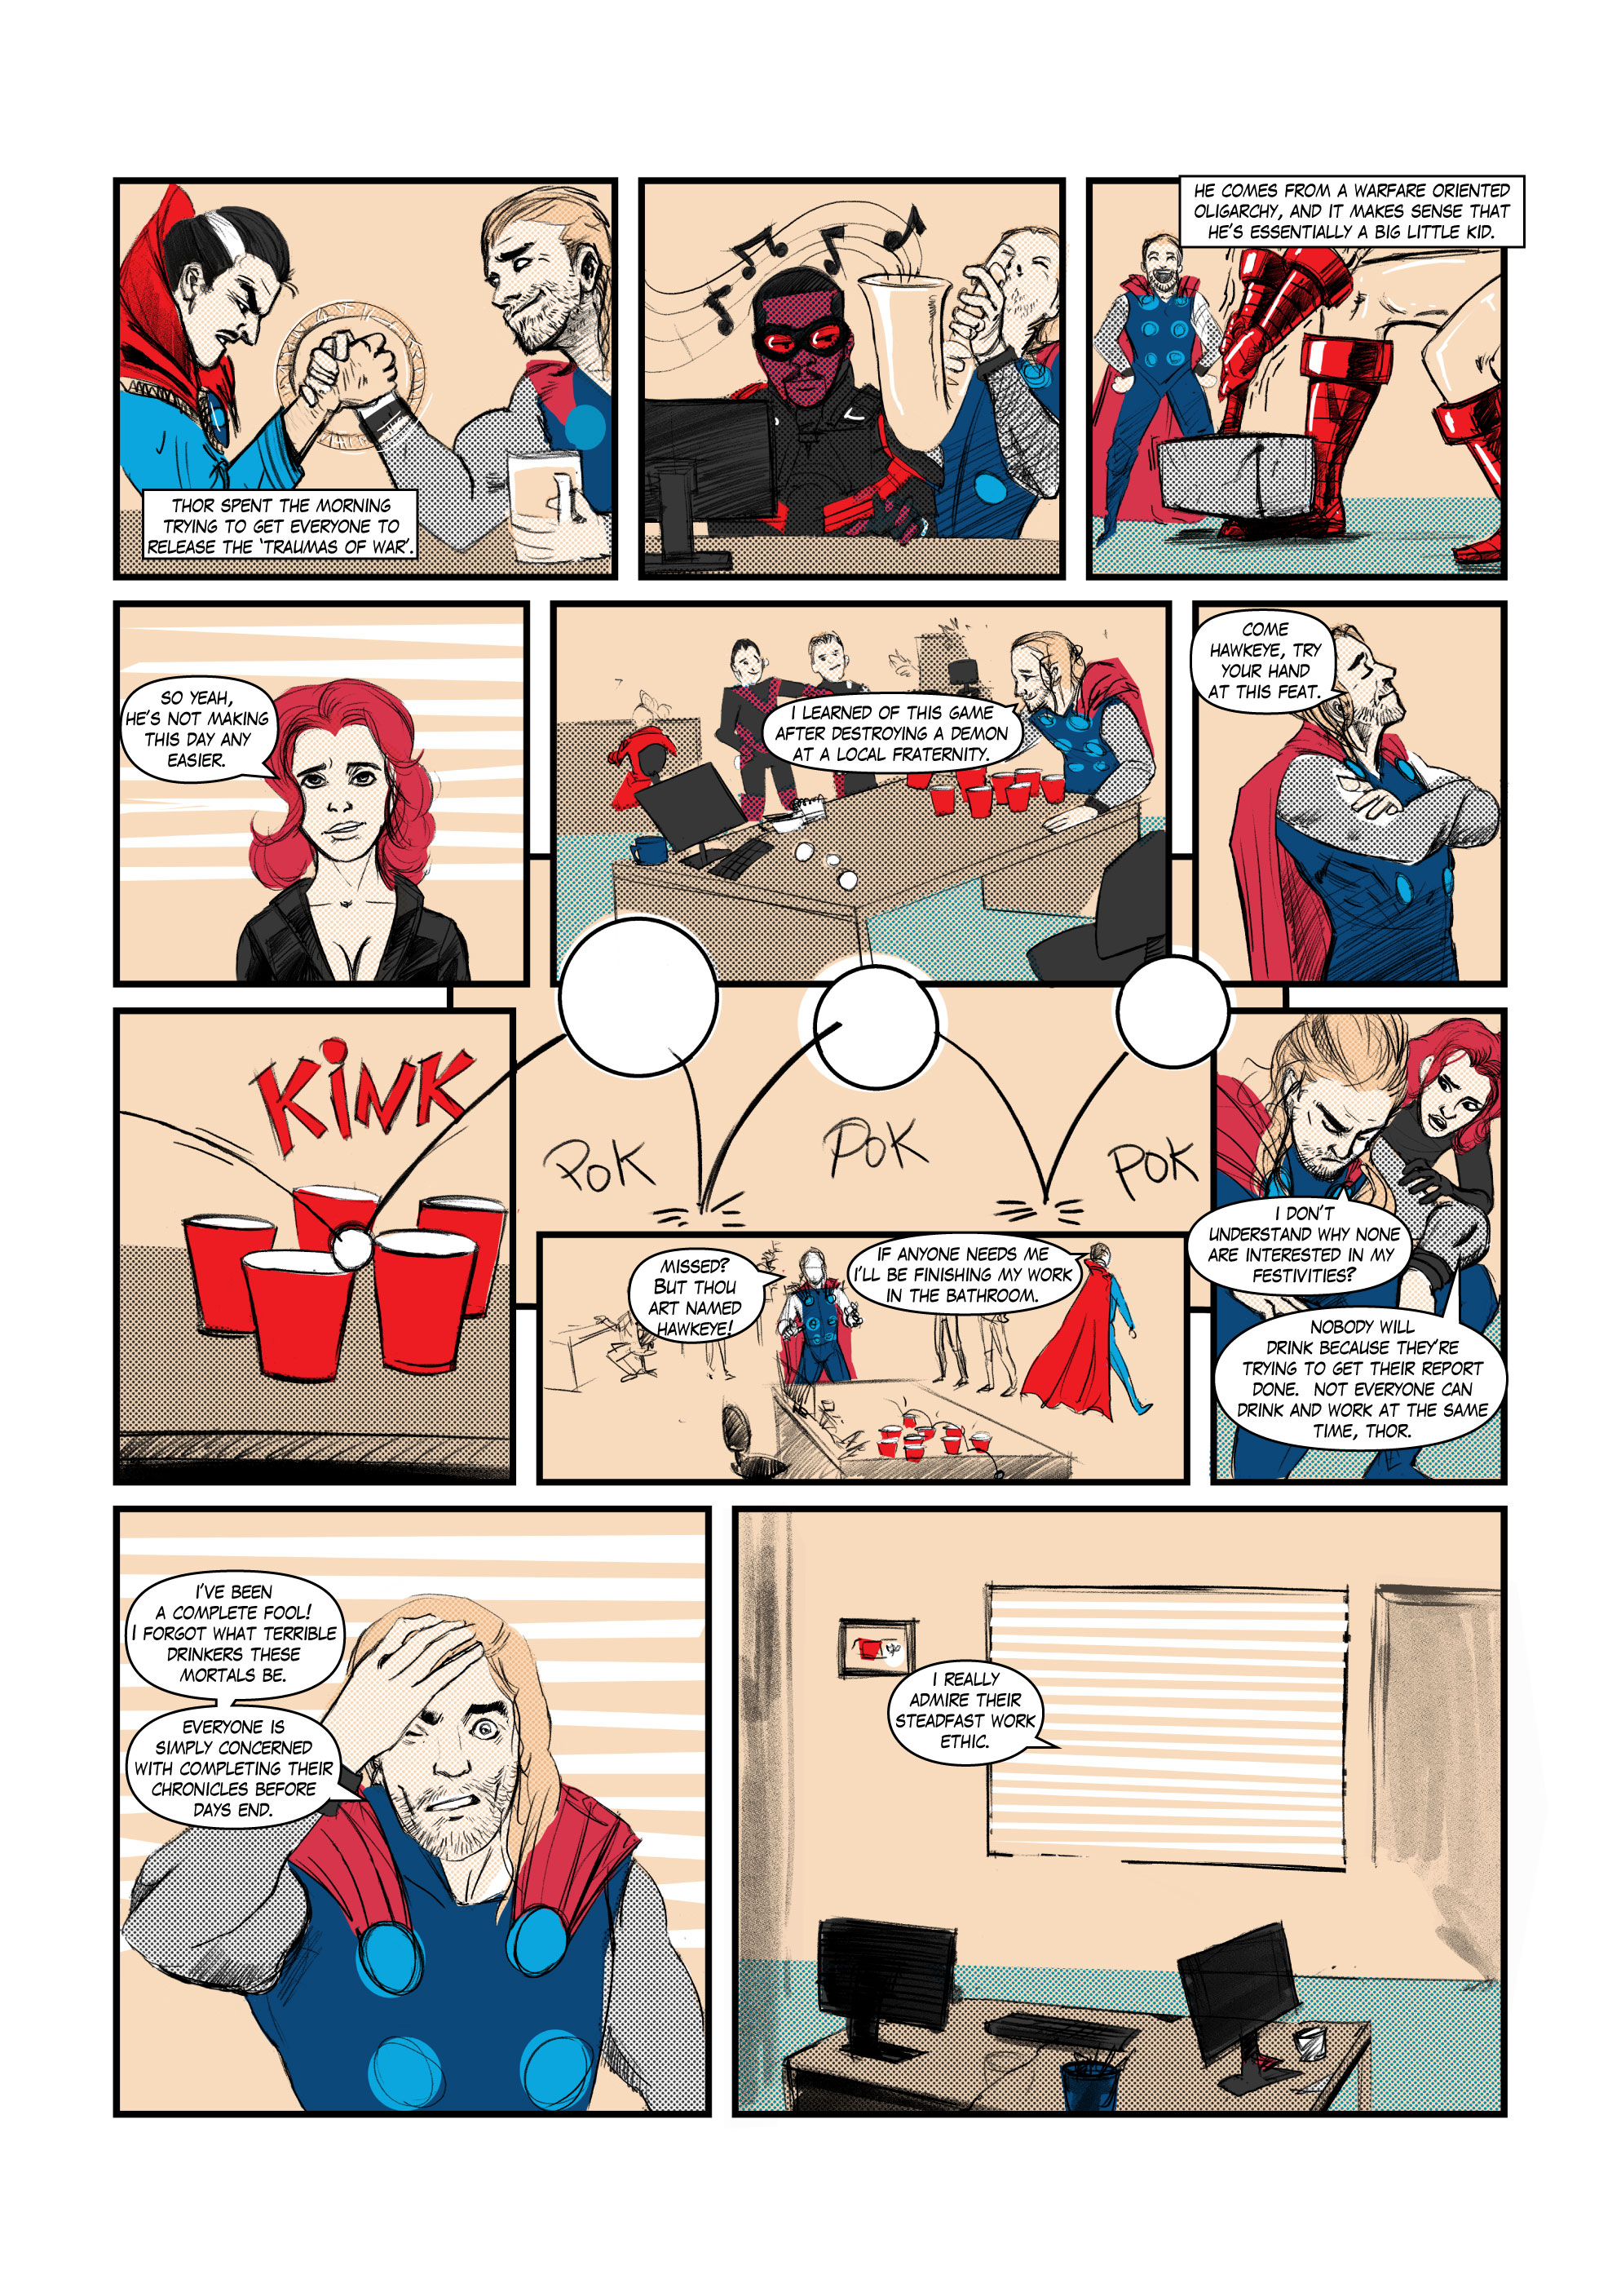 THOR SPENT THE MORNING
TRYING TO GET EVERYONE TO
RELEASE THE 'TRAUMAS OF WAR'.
HE COMES FROM A WARFARE ORIENTED
OLIGARCHY, AND IT MAKES SENSE THAT
HE'S ESSENTIALLY A BIG LITTLE KID.
SO YEAH,
HE'S NOT MAKING
THIS DAY ANY
EASIER.
I LEARNED OF THIS GAME
AFTER DESTROYING A DEMON
AT A LOCAL FRATERNITY.
COME
HAWKEYE, TRY
YOUR HAND
AT THIS FEAT.
KINK
POK
POK
POK
MISSED?
BUT THOU
ART NAMED
HAWKEYE!
IF ANYONE NEEDS ME
I'LL BE FINISHING MY WORK
IN THE BATHROOM.
I DON'T
UNDERSTAND WHY NONE
ARE INTERESTED IN MY
FESTIVITIES?
NOBODY WILL
DRINK BECAUSE THEY'RE
TRYING TO GET THEIR REPORT
DONE. NOT EVERYONE CAN
DRINK AND WORK AT THE SAME
TIME, THOR.
I'VE BEEN
A COMPLETE FOOL!
I FORGOT WHAT TERRIBLE
DRINKERS THESE
MORTALS BE.
EVERYONE IS
SIMPLY CONCERNED
WITH COMPLETING THEIR
CHRONICLES BEFORE
DAYS END.
I REALLY
ADMIRE THEIR
STEADFAST WORK
ETHIC.